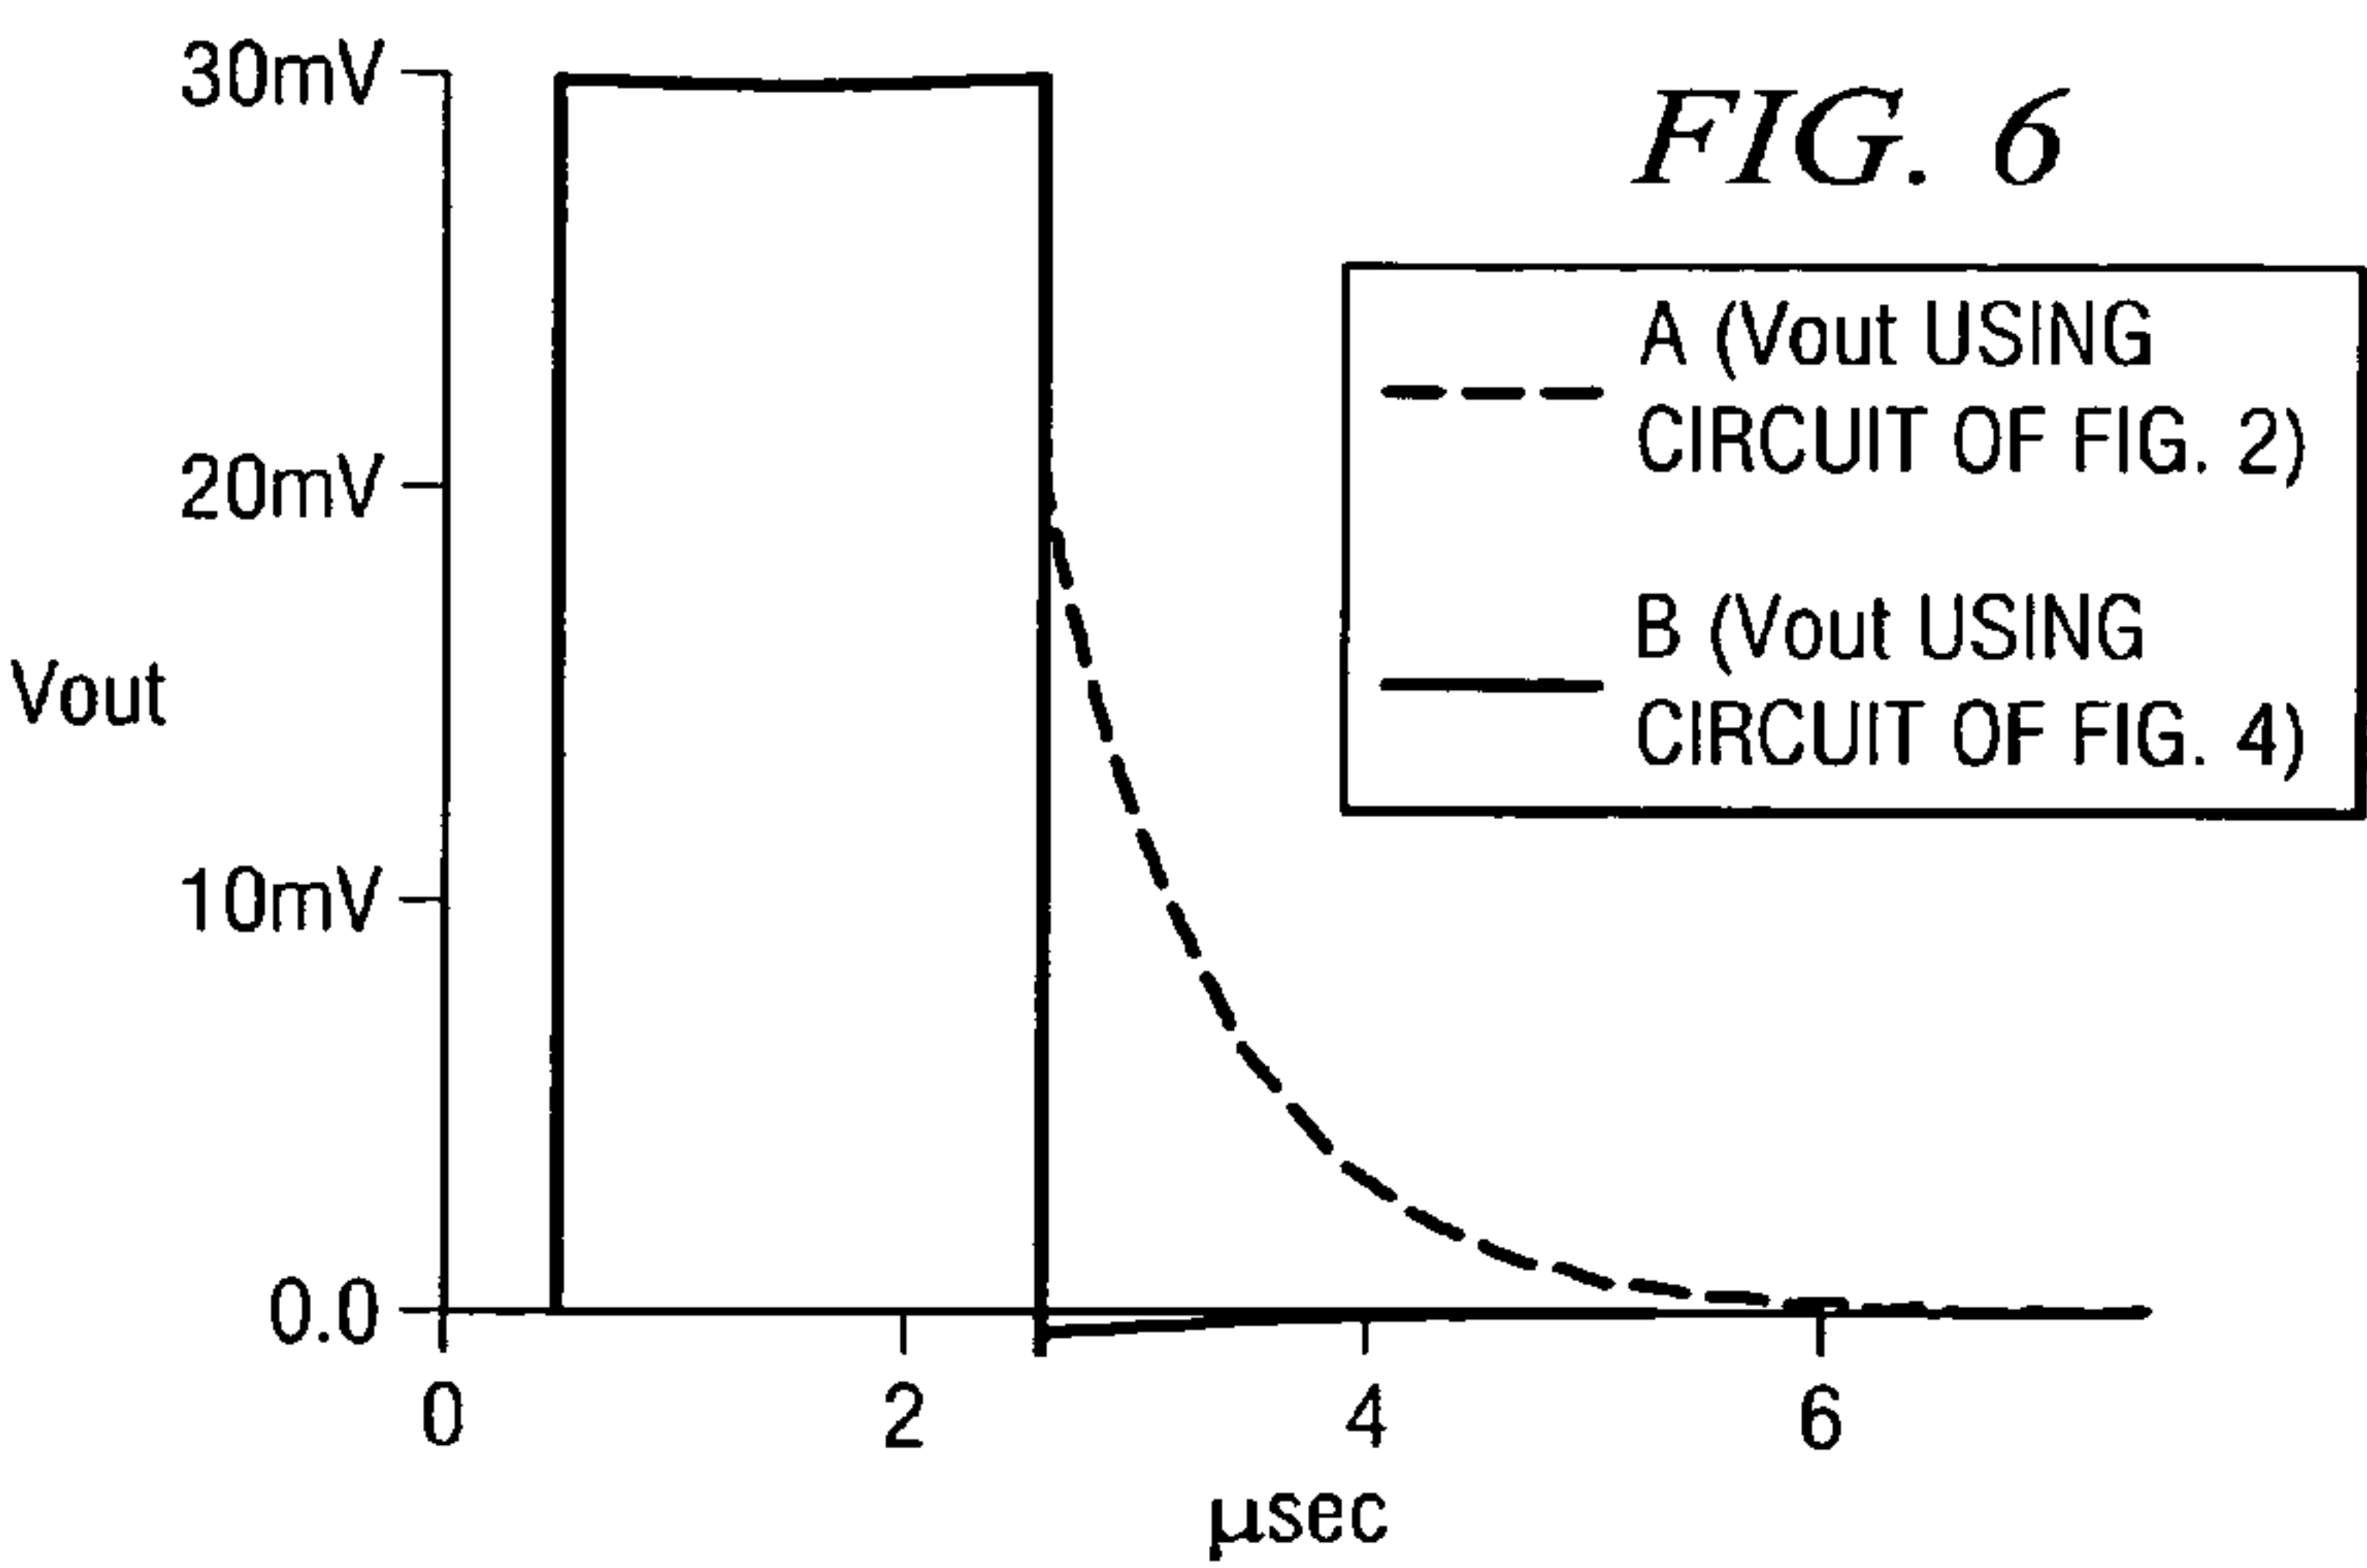 FIG. 6
30mV
20mV
Vout
10mV
0.0
0
2
4
6
µsec
A (Vout USING
CIRCUIT OF FIG. 2)
B (Vout USING
CIRCUIT OF FIG. 4)